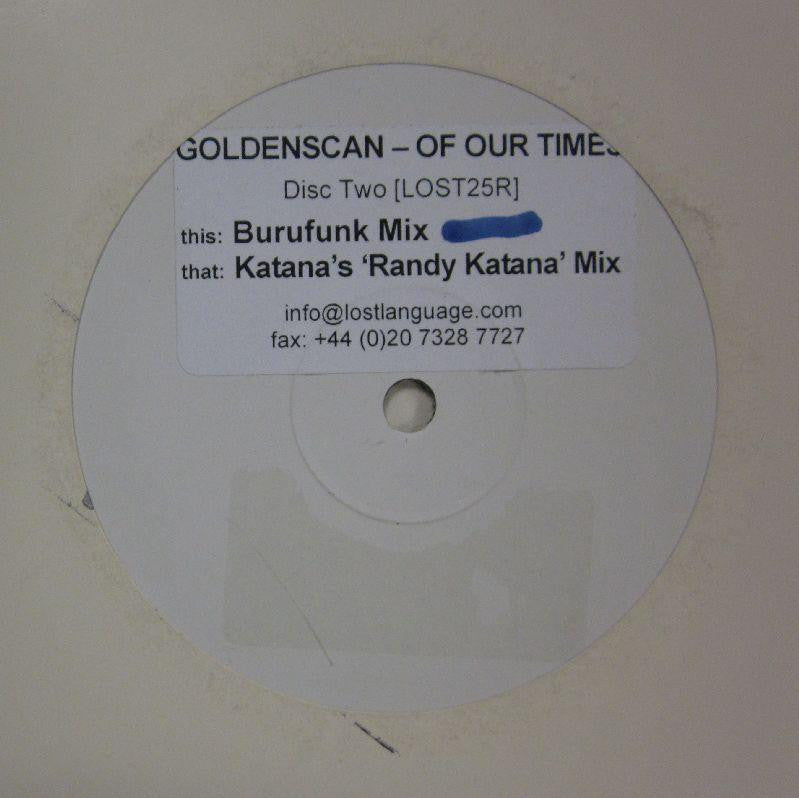 GOLDENSCAN – OF OUR TIMES
Disc Two [LOST25R]
this: Burufunk Mix
that: Katana's 'Randy Katana' Mix
info@lostlanguage.com
fax: +44 (0)20 7328 7727